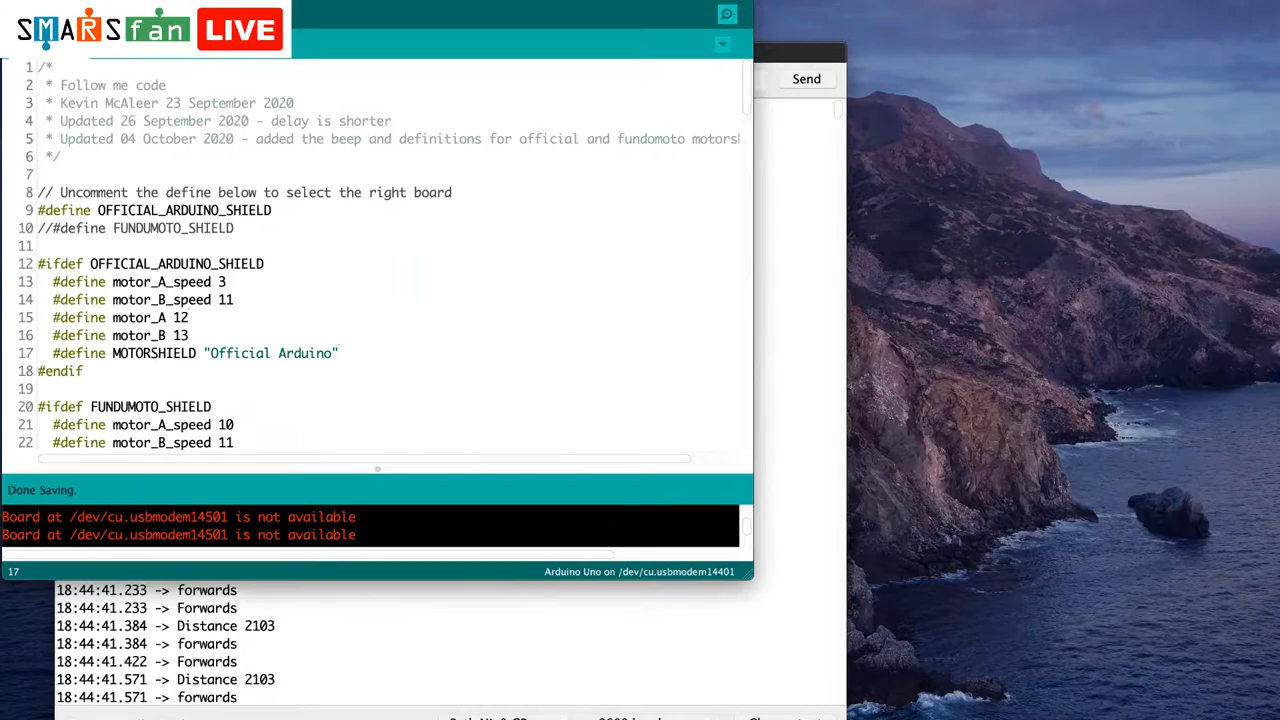 SMARSfan LIVE
Send
1 /*
2 * Follow me code
3 * Kevin McAleer 23 September 2020
4 * Updated 26 September 2020 - delay is shorter
5 * Updated 04 October 2020 - added the beep and definitions for official and fundomoto motorsh
6 */
7
8 // Uncomment the define below to select the right board
9 #define OFFICIAL_ARDUINO_SHIELD
10 //#define FUNDUMOTO_SHIELD
11
12 #ifdef OFFICIAL_ARDUINO_SHIELD
13 #define motor_A_speed 3
14 #define motor_B_speed 11
15 #define motor_A 12
16 #define motor_B 13
17 #define MOTORSHIELD "Official Arduino"
18 #endif
19
20 #ifdef FUNDUMOTO_SHIELD
21 #define motor_A_speed 10
22 #define motor_B_speed 11
Done Saving.
Board at /dev/cu.usbmodem14501 is not available
Board at /dev/cu.usbmodem14501 is not available
17 Arduino Uno on /dev/cu.usbmodem14401
18:44:41.233 -> forwards
18:44:41.233 -> Forwards
18:44:41.384 -> Distance 2103
18:44:41.384 -> forwards
18:44:41.422 -> Forwards
18:44:41.571 -> Distance 2103
18:44:41.571 -> forwards